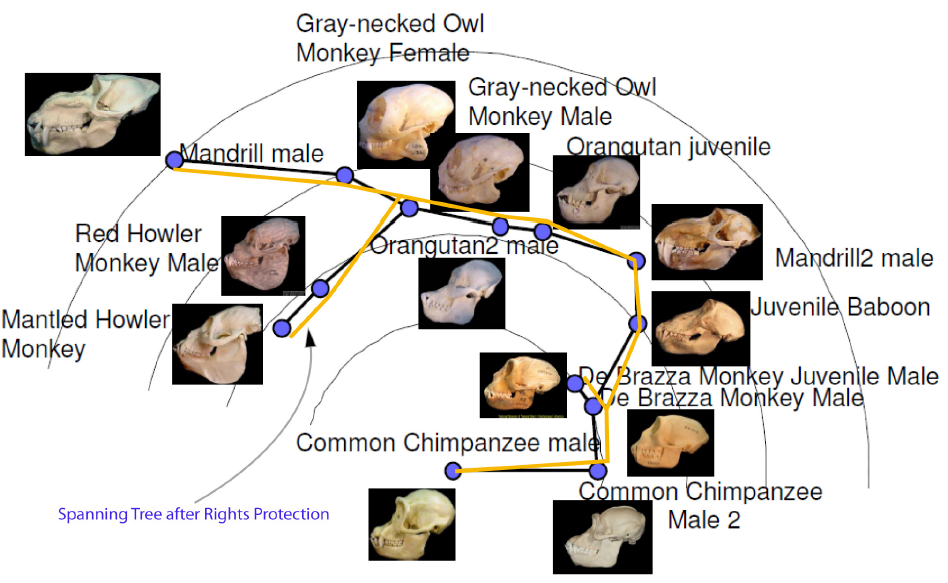 Gray-necked Owl
Monkey Female
Gray-necked Owl
Monkey Male
Orangutan juvenile
Mandrill male
Red Howler
Monkey Male
Orangutan2 male
Mandrill2 male
Mantled Howler
Monkey
Juvenile Baboon
De Brazza Monkey Juvenile Male
De Brazza Monkey Male
Common Chimpanzee male
Common Chimpanzee
Male 2
Spanning Tree after Rights Protection